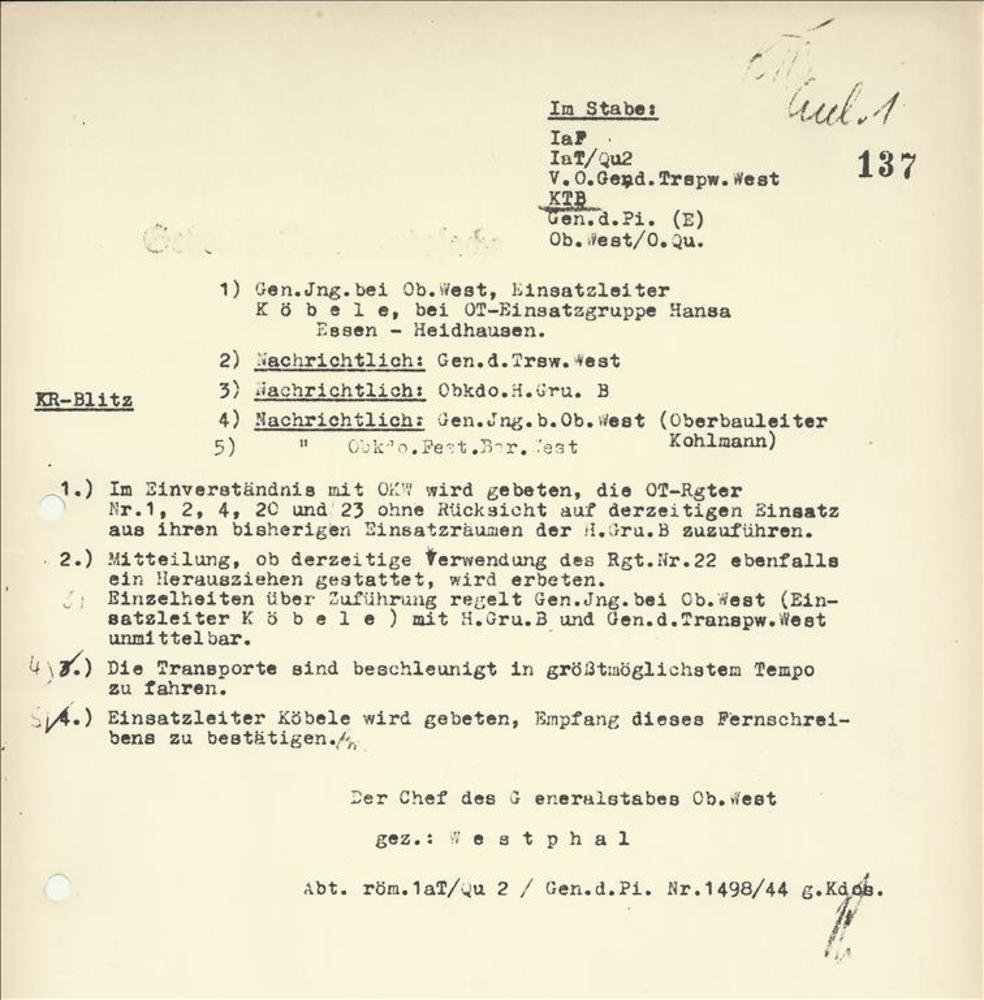 Anl. 1
137
Im Stabe:
IaF
IaT/Qu2
V.O.Gend.Trspw.West
KTB
Gen.d.Pi. (E)
Ob.West/O.Qu.
1) Gen.Jng.bei Ob.West, Einsatzleiter
K ö b e l e, bei OT-Einsatzgruppe Hansa
Essen - Heidhausen.
2) Nachrichtlich: Gen.d.Trsw.West
3) Nachrichtlich: Obkdo.H.Gru. B
KR-Blitz
4) Nachrichtlich: Gen.Jng.b.Ob.West (Oberbauleiter
Kohlmann)
5) " Obkdo.Fest.Ber.West
1.) Im Einverständnis mit OKW wird gebeten, die OT-Rgter
Nr.1, 2, 4, 20 und 23 ohne Rücksicht auf derzeitigen Einsatz
aus ihren bisherigen Einsatzräumen der H.Gru.B zuzuführen.
2.) Mitteilung, ob derzeitige Verwendung des Rgt.Nr.22 ebenfalls
ein Herausziehen gestattet, wird erbeten.
3) Einzelheiten über Zuführung regelt Gen.Jng.bei Ob.West (Ein-
satzleiter K ö b e l e ) mit H.Gru.B und Gen.d.Transpw.West
unmittelbar.
4) 3.) Die Transporte sind beschleunigt in größtmöglichstem Tempo
zu fahren.
5) 4.) Einsatzleiter Köbele wird gebeten, Empfang dieses Fernschrei-
bens zu bestätigen.
Der Chef des G eneralstabes Ob.West
gez.: W e s t p h a l
Abt. röm.1aT/Qu 2 / Gen.d.Pi. Nr.1498/44 g.Kdos.